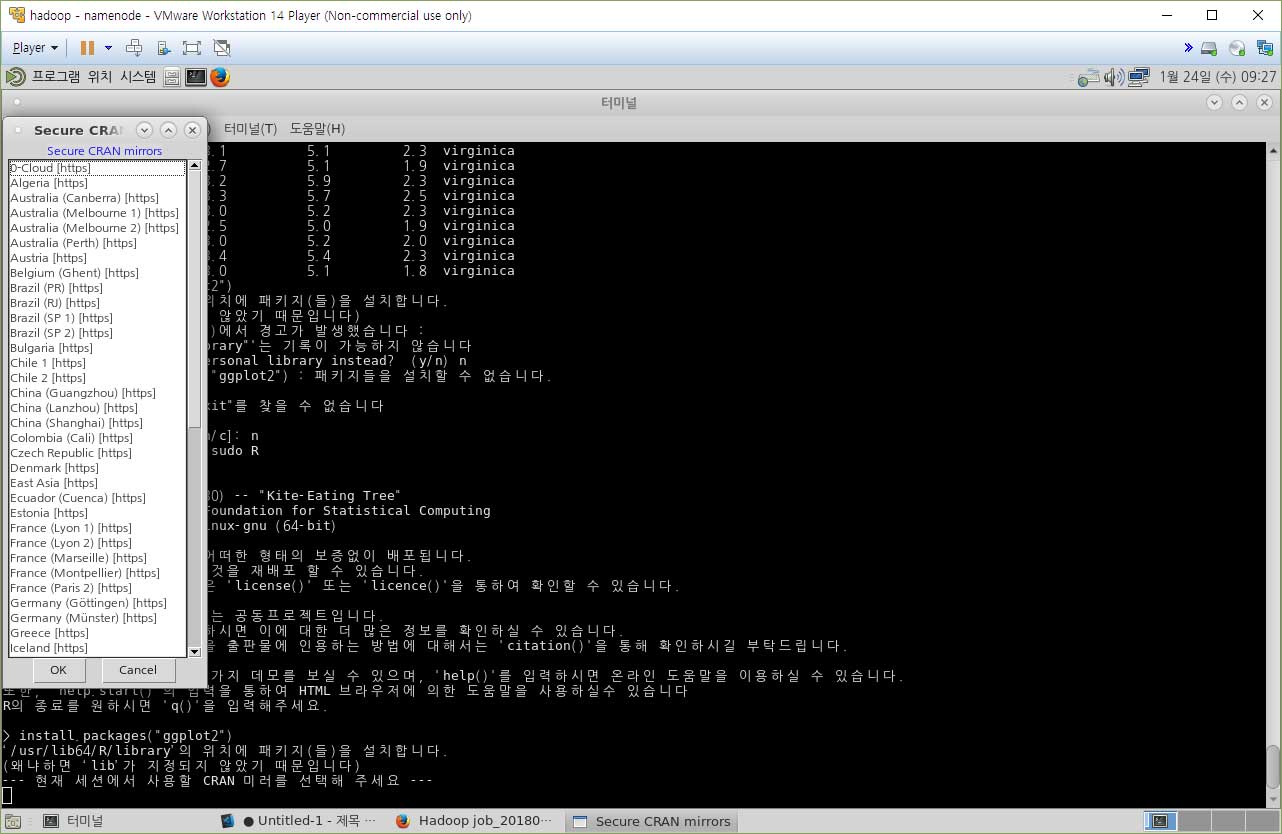 hadoop - namenode - VMware Workstation 14 Player (Non-commercial use only)
Player
프로그램 위치 시스템
1월 24일 (수) 09:27
터미널
터미널(T) 도움말(H)
Secure CRA
Secure CRAN mirrors
0-Cloud [https]
Algeria [https]
Australia (Canberra) [https]
Australia (Melbourne 1) [https]
Australia (Melbourne 2) [https]
Australia (Perth) [https]
Austria [https]
Belgium (Ghent) [https]
Brazil (PR) [https]
Brazil (RJ) [https]
Brazil (SP 1) [https]
Brazil (SP 2) [https]
Bulgaria [https]
Chile 1 [https]
Chile 2 [https]
China (Guangzhou) [https]
China (Lanzhou) [https]
China (Shanghai) [https]
Colombia (Cali) [https]
Czech Republic [https]
Denmark [https]
East Asia [https]
Ecuador (Cuenca) [https]
Estonia [https]
France (Lyon 1) [https]
France (Lyon 2) [https]
France (Marseille) [https]
France (Montpellier) [https]
France (Paris 2) [https]
Germany (Göttingen) [https]
Germany (Münster) [https]
Greece [https]
Iceland [https]
OK Cancel
.1 5.1 2.3 virginica
.7 5.1 1.9 virginica
.2 5.9 2.3 virginica
.3 5.7 2.5 virginica
.0 5.2 2.3 virginica
.5 5.0 1.9 virginica
.0 5.2 2.0 virginica
.4 5.4 2.3 virginica
.0 5.1 1.8 virginica
t2")
위치에 패키지(들)을 설치합니다.
않았기 때문입니다)
)에서 경고가 발생했습니다 :
brary"'는 기록이 가능하지 않습니다
ersonal library instead? (y/n) n
"ggplot2") : 패키지들을 설치할 수 없습니다.
xit"를 찾을 수 없습니다
n/c]: n
sudo R
30) -- "Kite-Eating Tree"
Foundation for Statistical Computing
inux-gnu (64-bit)
어떠한 형태의 보증없이 배포됩니다.
것을 재배포 할 수 있습니다.
은 'license()' 또는 'licence()'을 통하여 확인할 수 있습니다.
는 공동프로젝트입니다.
하시면 이에 대한 더 많은 정보를 확인하실 수 있습니다.
을 출판물에 인용하는 방법에 대해서는 'citation()'을 통해 확인하시길 부탁드립니다.
가지 데모를 보실 수 있으며, 'help()'를 입력하시면 온라인 도움말을 이용하실 수 있습니다.
또한, 'help.start()'의 입력을 통하여 HTML 브라우저에 의한 도움말을 사용하실수 있습니다
R의 종료를 원하시면 'q()'을 입력해주세요.
> install.packages("ggplot2")
‘/usr/lib64/R/library’의 위치에 패키지(들)을 설치합니다.
(왜냐하면 ‘lib’가 지정되지 않았기 때문입니다)
--- 현재 세션에서 사용할 CRAN 미러를 선택해 주세요 ---
터미널 ● Untitled-1 - 제목 ··· Hadoop job_20180··· Secure CRAN mirrors